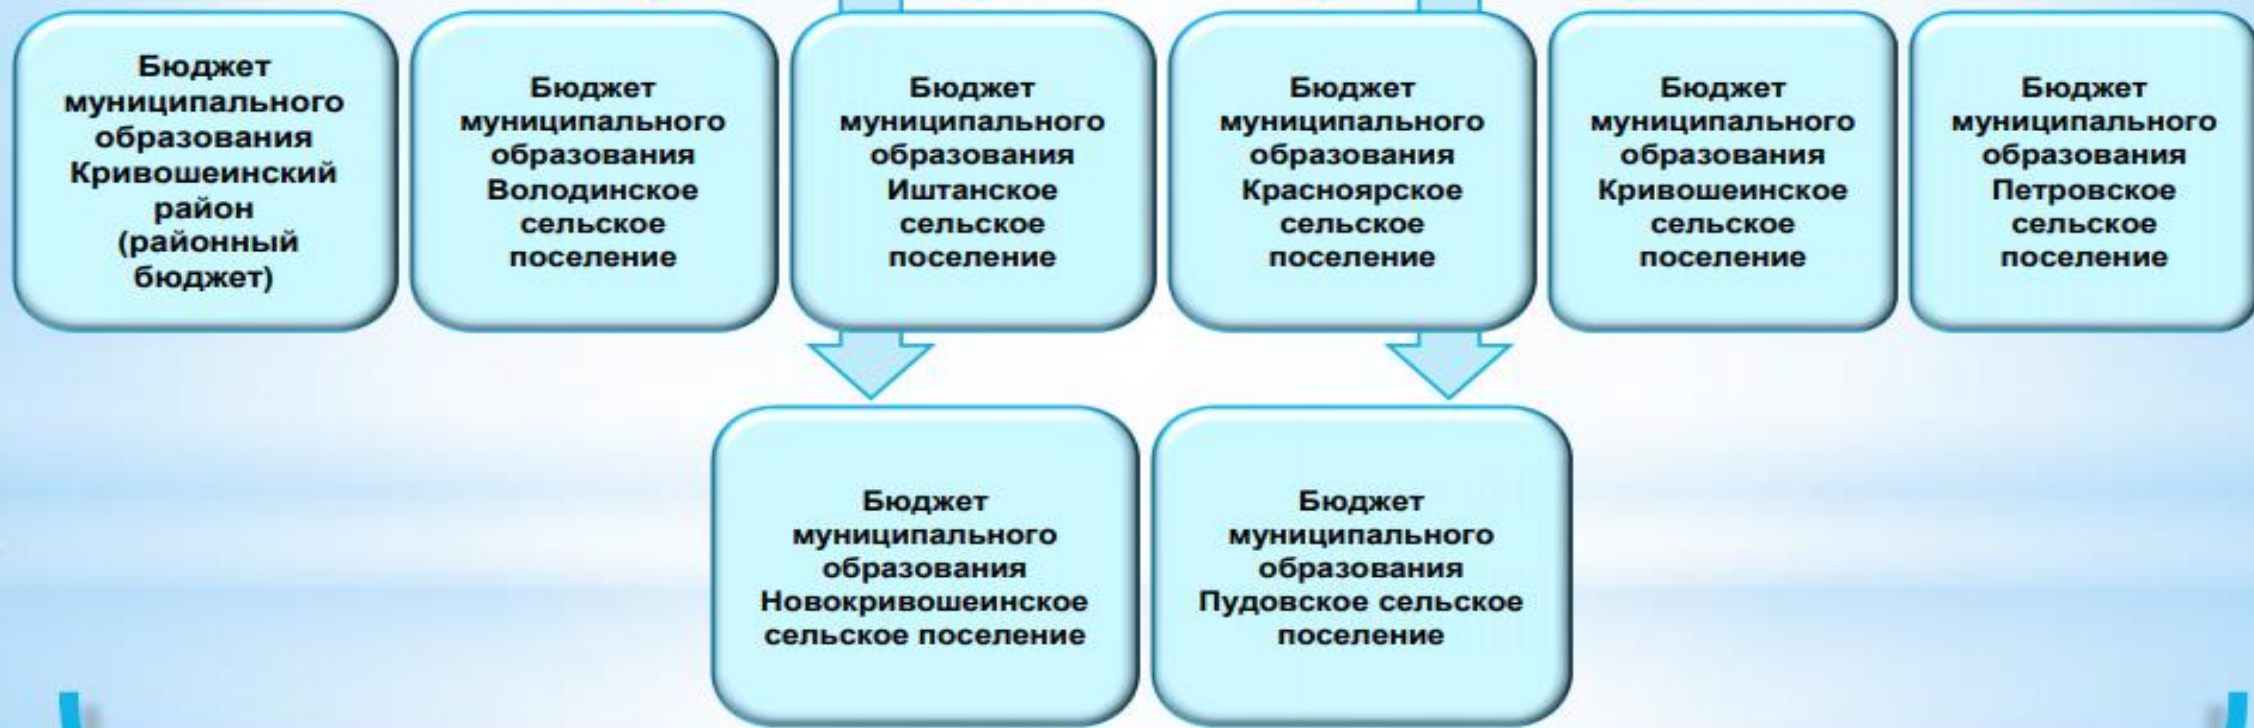 Бюджет
муниципального
образования
Кривошеинский
район
(районный
бюджет)
Бюджет
муниципального
образования
Володинское
сельское
поселение
Бюджет
муниципального
образования
Иштанское
сельское
поселение
Бюджет
муниципального
образования
Красноярское
сельское
поселение
Бюджет
муниципального
образования
Кривошеинское
сельское
поселение
Бюджет
муниципального
образования
Петровское
сельское
поселение
Бюджет
муниципального
образования
Новокривошеинское
сельское поселение
Бюджет
муниципального
образования
Пудовское сельское
поселение